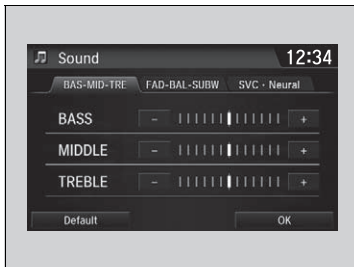 Sound 12:34
BAS-MID-TRE FAD-BAL-SUBW SVC · Neural
BASS - +
MIDDLE - +
TREBLE - +
Default OK